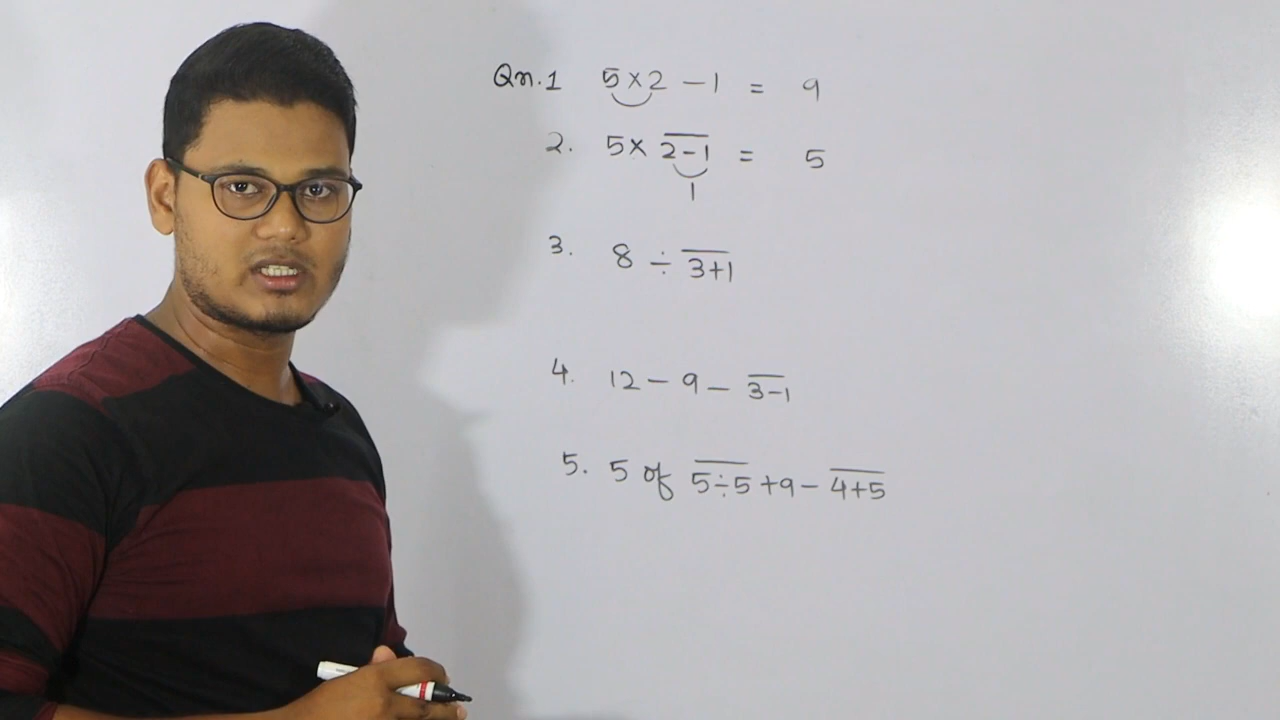 Qn.1 5×2 – 1 = 9
2. 5× 2̅-̅1̅ = 5
1
3. 8 ÷ 3̅+̅1̅
4. 12 – 9 – 3̅-̅1̅
5. 5 of 5̅÷̅5̅ +9– 4̅+̅5̅